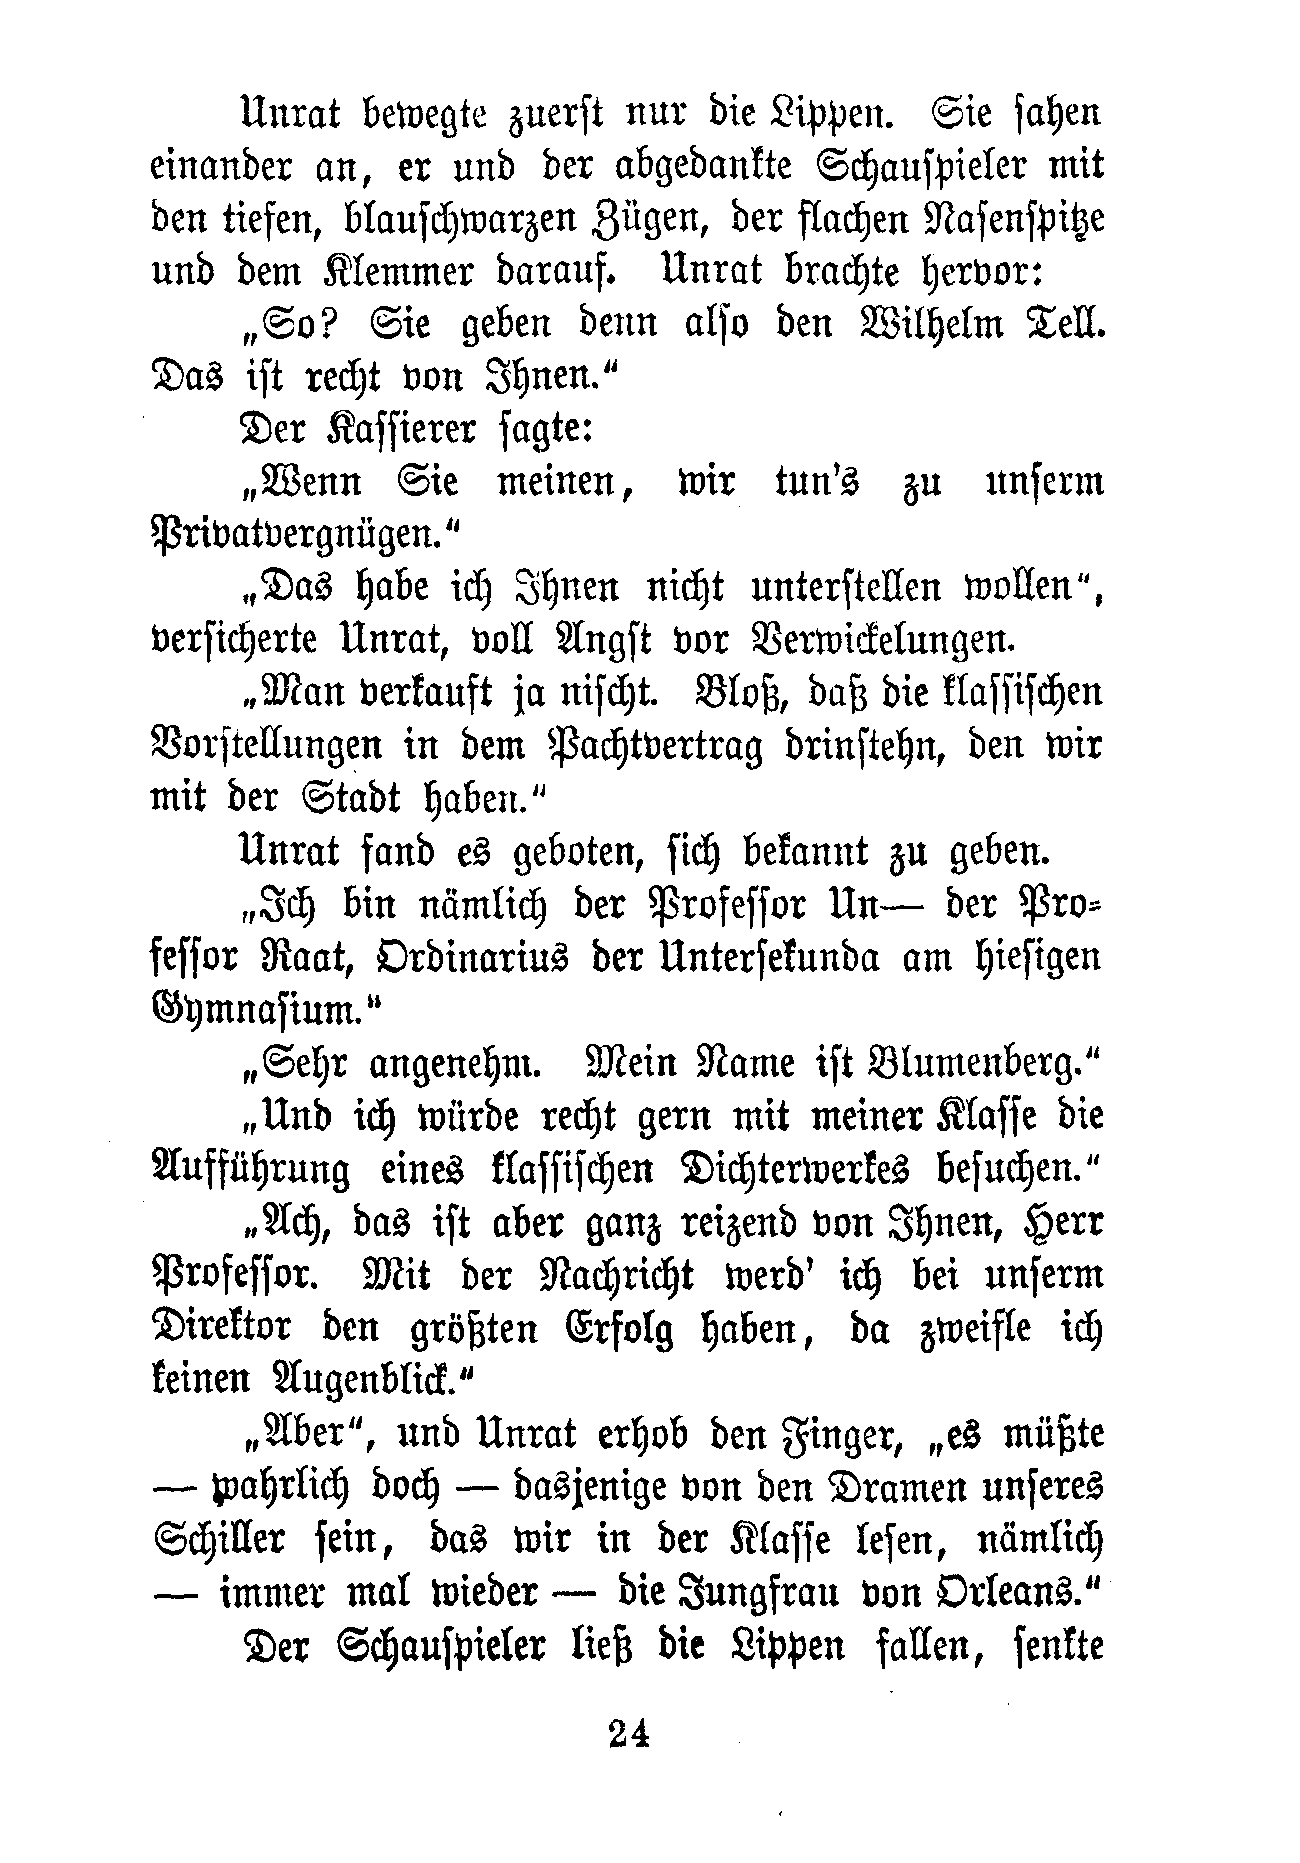 Unrat bewegte zuerst nur die Lippen. Sie sahen
einander an, er und der abgedankte Schauspieler mit
den tiefen, blauschwarzen Zügen, der flachen Nasenspitze
und dem Klemmer darauf. Unrat brachte hervor:
„So? Sie geben denn also den Wilhelm Tell.
Das ist recht von Ihnen.“
Der Kassierer sagte:
„Wenn Sie meinen, wir tun's zu unserm
Privatvergnügen.“
„Das habe ich Ihnen nicht unterstellen wollen“,
versicherte Unrat, voll Angst vor Verwickelungen.
„Man verkauft ja nischt. Bloß, daß die klassischen
Vorstellungen in dem Pachtvertrag drinstehn, den wir
mit der Stadt haben.“
Unrat fand es geboten, sich bekannt zu geben.
„Ich bin nämlich der Professor Un— der Pro-
fessor Raat, Ordinarius der Untersekunda am hiesigen
Gymnasium.“
„Sehr angenehm. Mein Name ist Blumenberg.“
„Und ich würde recht gern mit meiner Klasse die
Aufführung eines klassischen Dichterwerkes besuchen.“
„Ach, das ist aber ganz reizend von Ihnen, Herr
Professor. Mit der Nachricht werd' ich bei unserm
Direktor den größten Erfolg haben, da zweifle ich
keinen Augenblick.“
„Aber“, und Unrat erhob den Finger, „es müßte
— wahrlich doch — dasjenige von den Dramen unseres
Schiller sein, das wir in der Klasse lesen, nämlich
— immer mal wieder — die Jungfrau von Orleans.“
Der Schauspieler ließ die Lippen fallen, senkte
24